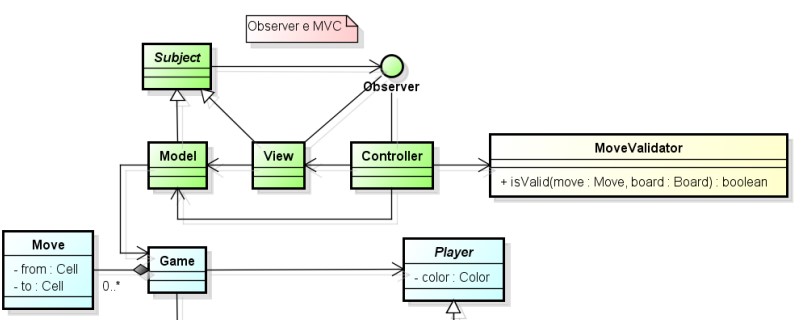 Observer e MVC
Subject
Observer
Model
View
Controller
MoveValidator
+ isValid(move : Move, board : Board) : boolean
Move
- from : Cell
- to : Cell
0..*
Game
Player
- color : Color